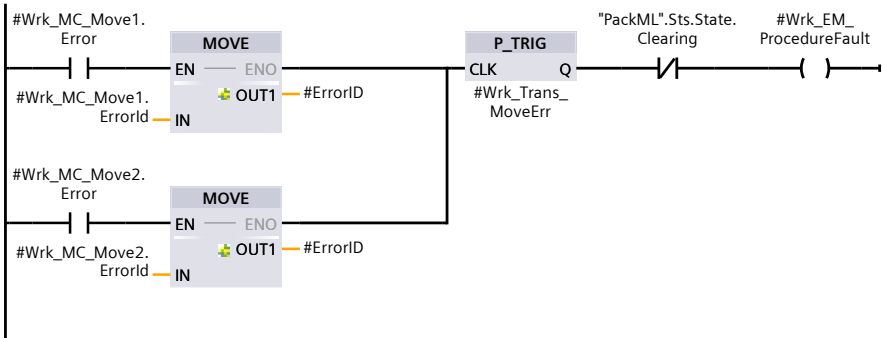 #Wrk_MC_Move1.
Error
MOVE
EN
ENO
#Wrk_MC_Move1.
ErrorId
IN
OUT1
#ErrorID
P_TRIG
CLK
Q
#Wrk_Trans_
MoveErr
"PackML".Sts.State.
Clearing
#Wrk_EM_
ProcedureFault
#Wrk_MC_Move2.
Error
MOVE
EN
ENO
#Wrk_MC_Move2.
ErrorId
IN
OUT1
#ErrorID